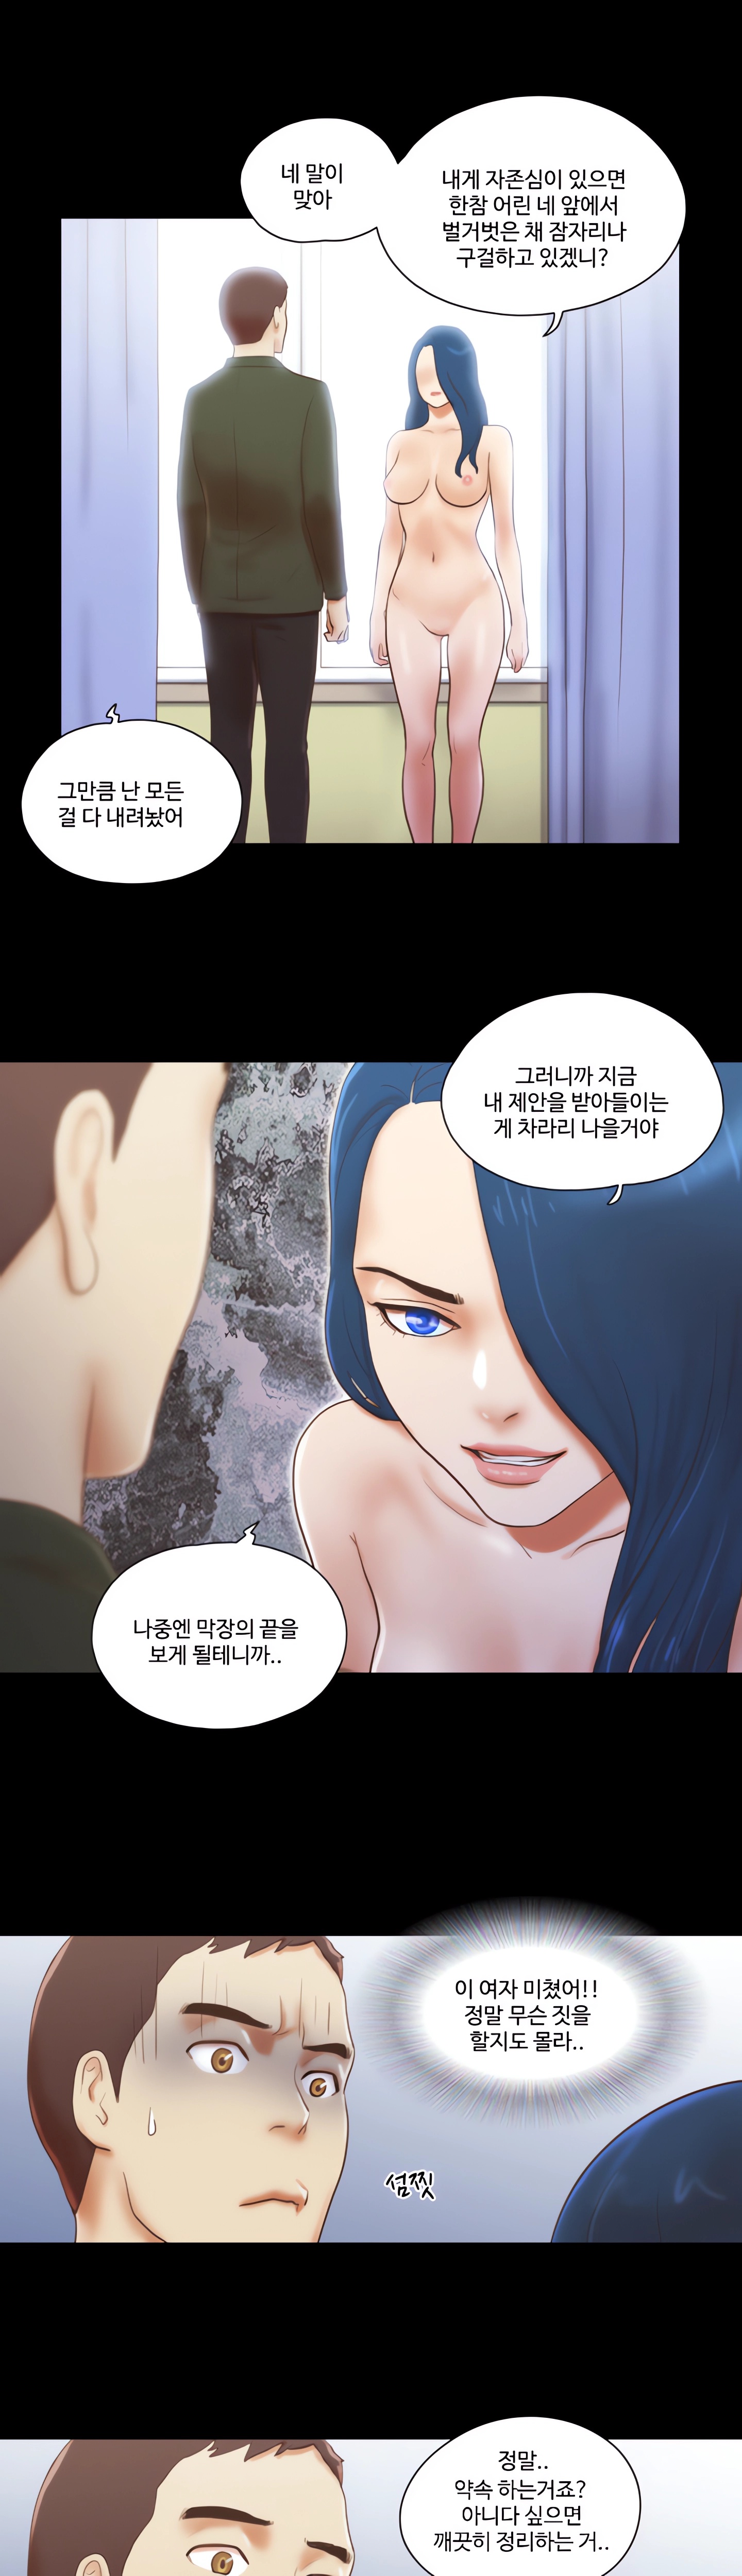 네 말이
맞아
내게 자존심이 있으면
한참 어린 네 앞에서
벌거벗은 채 잠자리나
구걸하고 있겠니?
그만큼 난 모든
걸 다 내려놨어
그러니까 지금
내 제안을 받아들이는
게 차라리 나을거야
나중엔 막장의 끝을
보게 될테니까..
이 여자 미쳤어!!
정말 무슨 짓을
할지도 몰라..
섬찟
정말..
약속 하는거죠?
아니다 싶으면
깨끗히 정리하는 거..